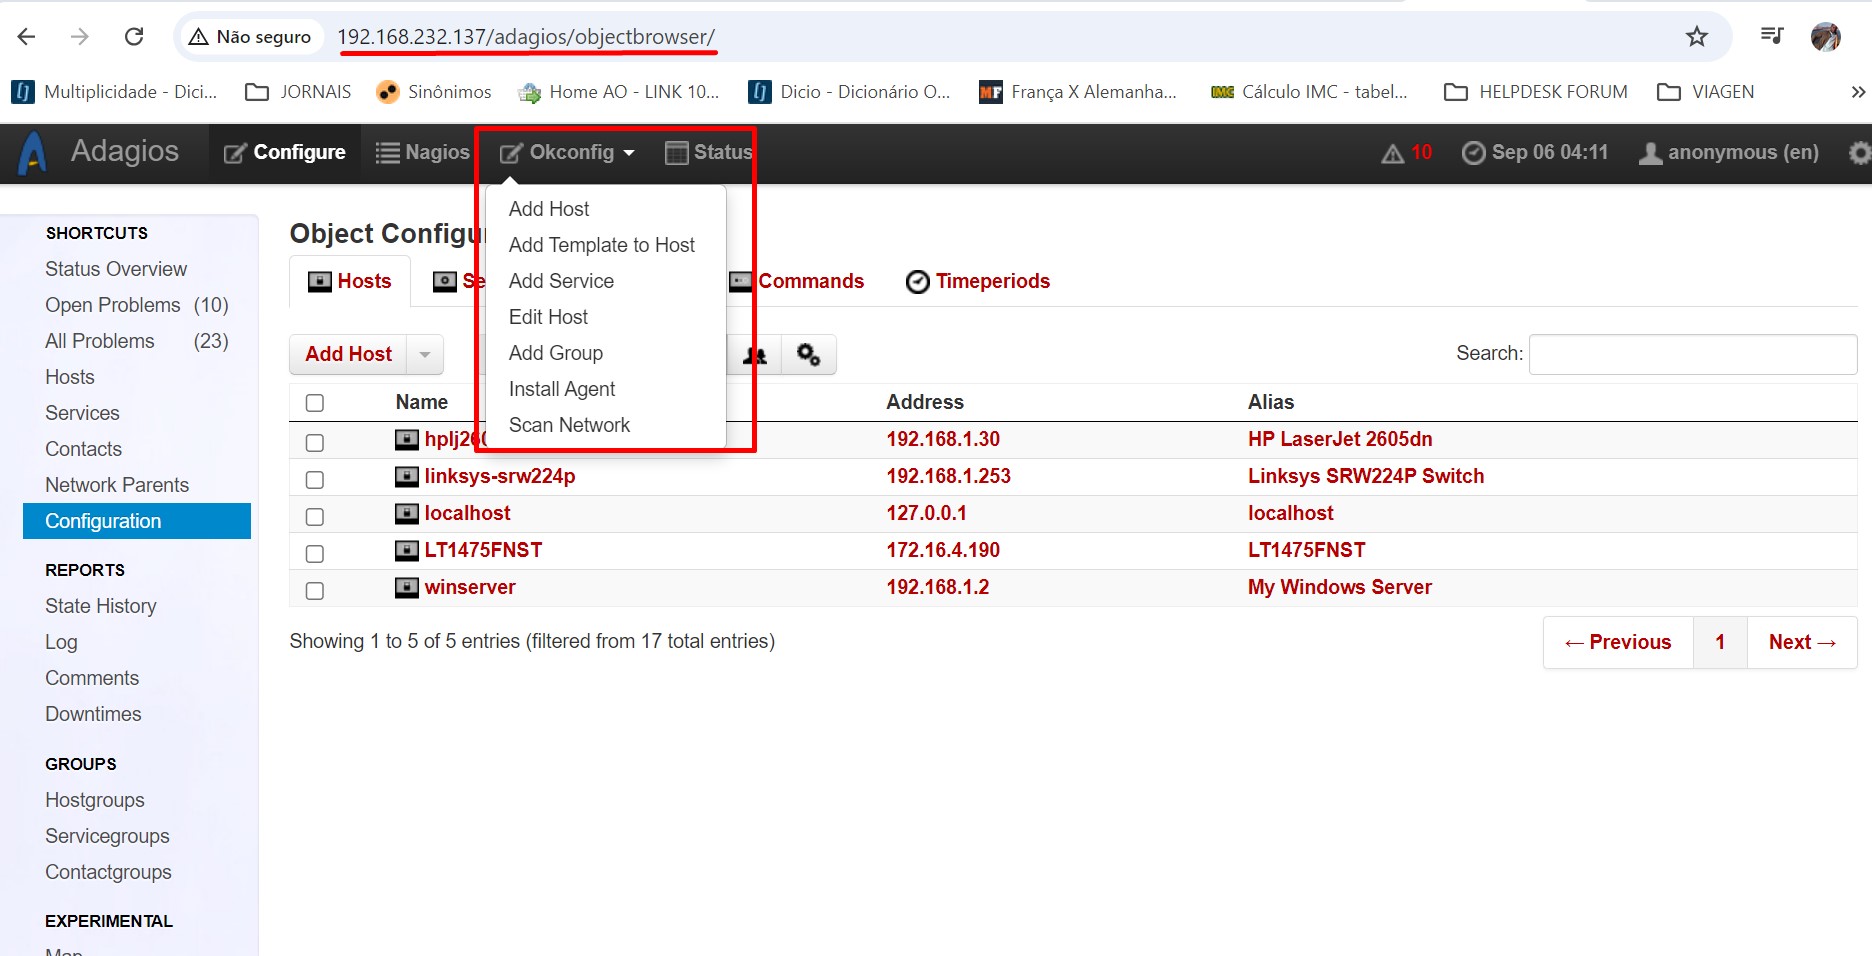 Não seguro 192.168.232.137/adagios/objectbrowser/
Multiplicidade - Dici... JORNAIS Sinônimos Home AO - LINK 10... Dicio - Dicionário O... França X Alemanha... Cálculo IMC - tabel... HELPDESK FORUM VIAGEN »
Adagios Configure Nagios Okconfig Status 10 Sep 06 04:11 anonymous (en)
Add Host
Add Template to Host
Add Service
Edit Host
Add Group
Install Agent
Scan Network
SHORTCUTS
Status Overview
Open Problems (10)
All Problems (23)
Hosts
Services
Contacts
Network Parents
Configuration
REPORTS
State History
Log
Comments
Downtimes
GROUPS
Hostgroups
Servicegroups
Contactgroups
EXPERIMENTAL
Object
Hosts Commands Timeperiods
Add Host Search:
Name Address Alias
192.168.1.30 HP LaserJet 2605dn
linksys-srw224p 192.168.1.253 Linksys SRW224P Switch
localhost 127.0.0.1 localhost
LT1475FNST 172.16.4.190 LT1475FNST
winserver 192.168.1.2 My Windows Server
Showing 1 to 5 of 5 entries (filtered from 17 total entries)
← Previous 1 Next →